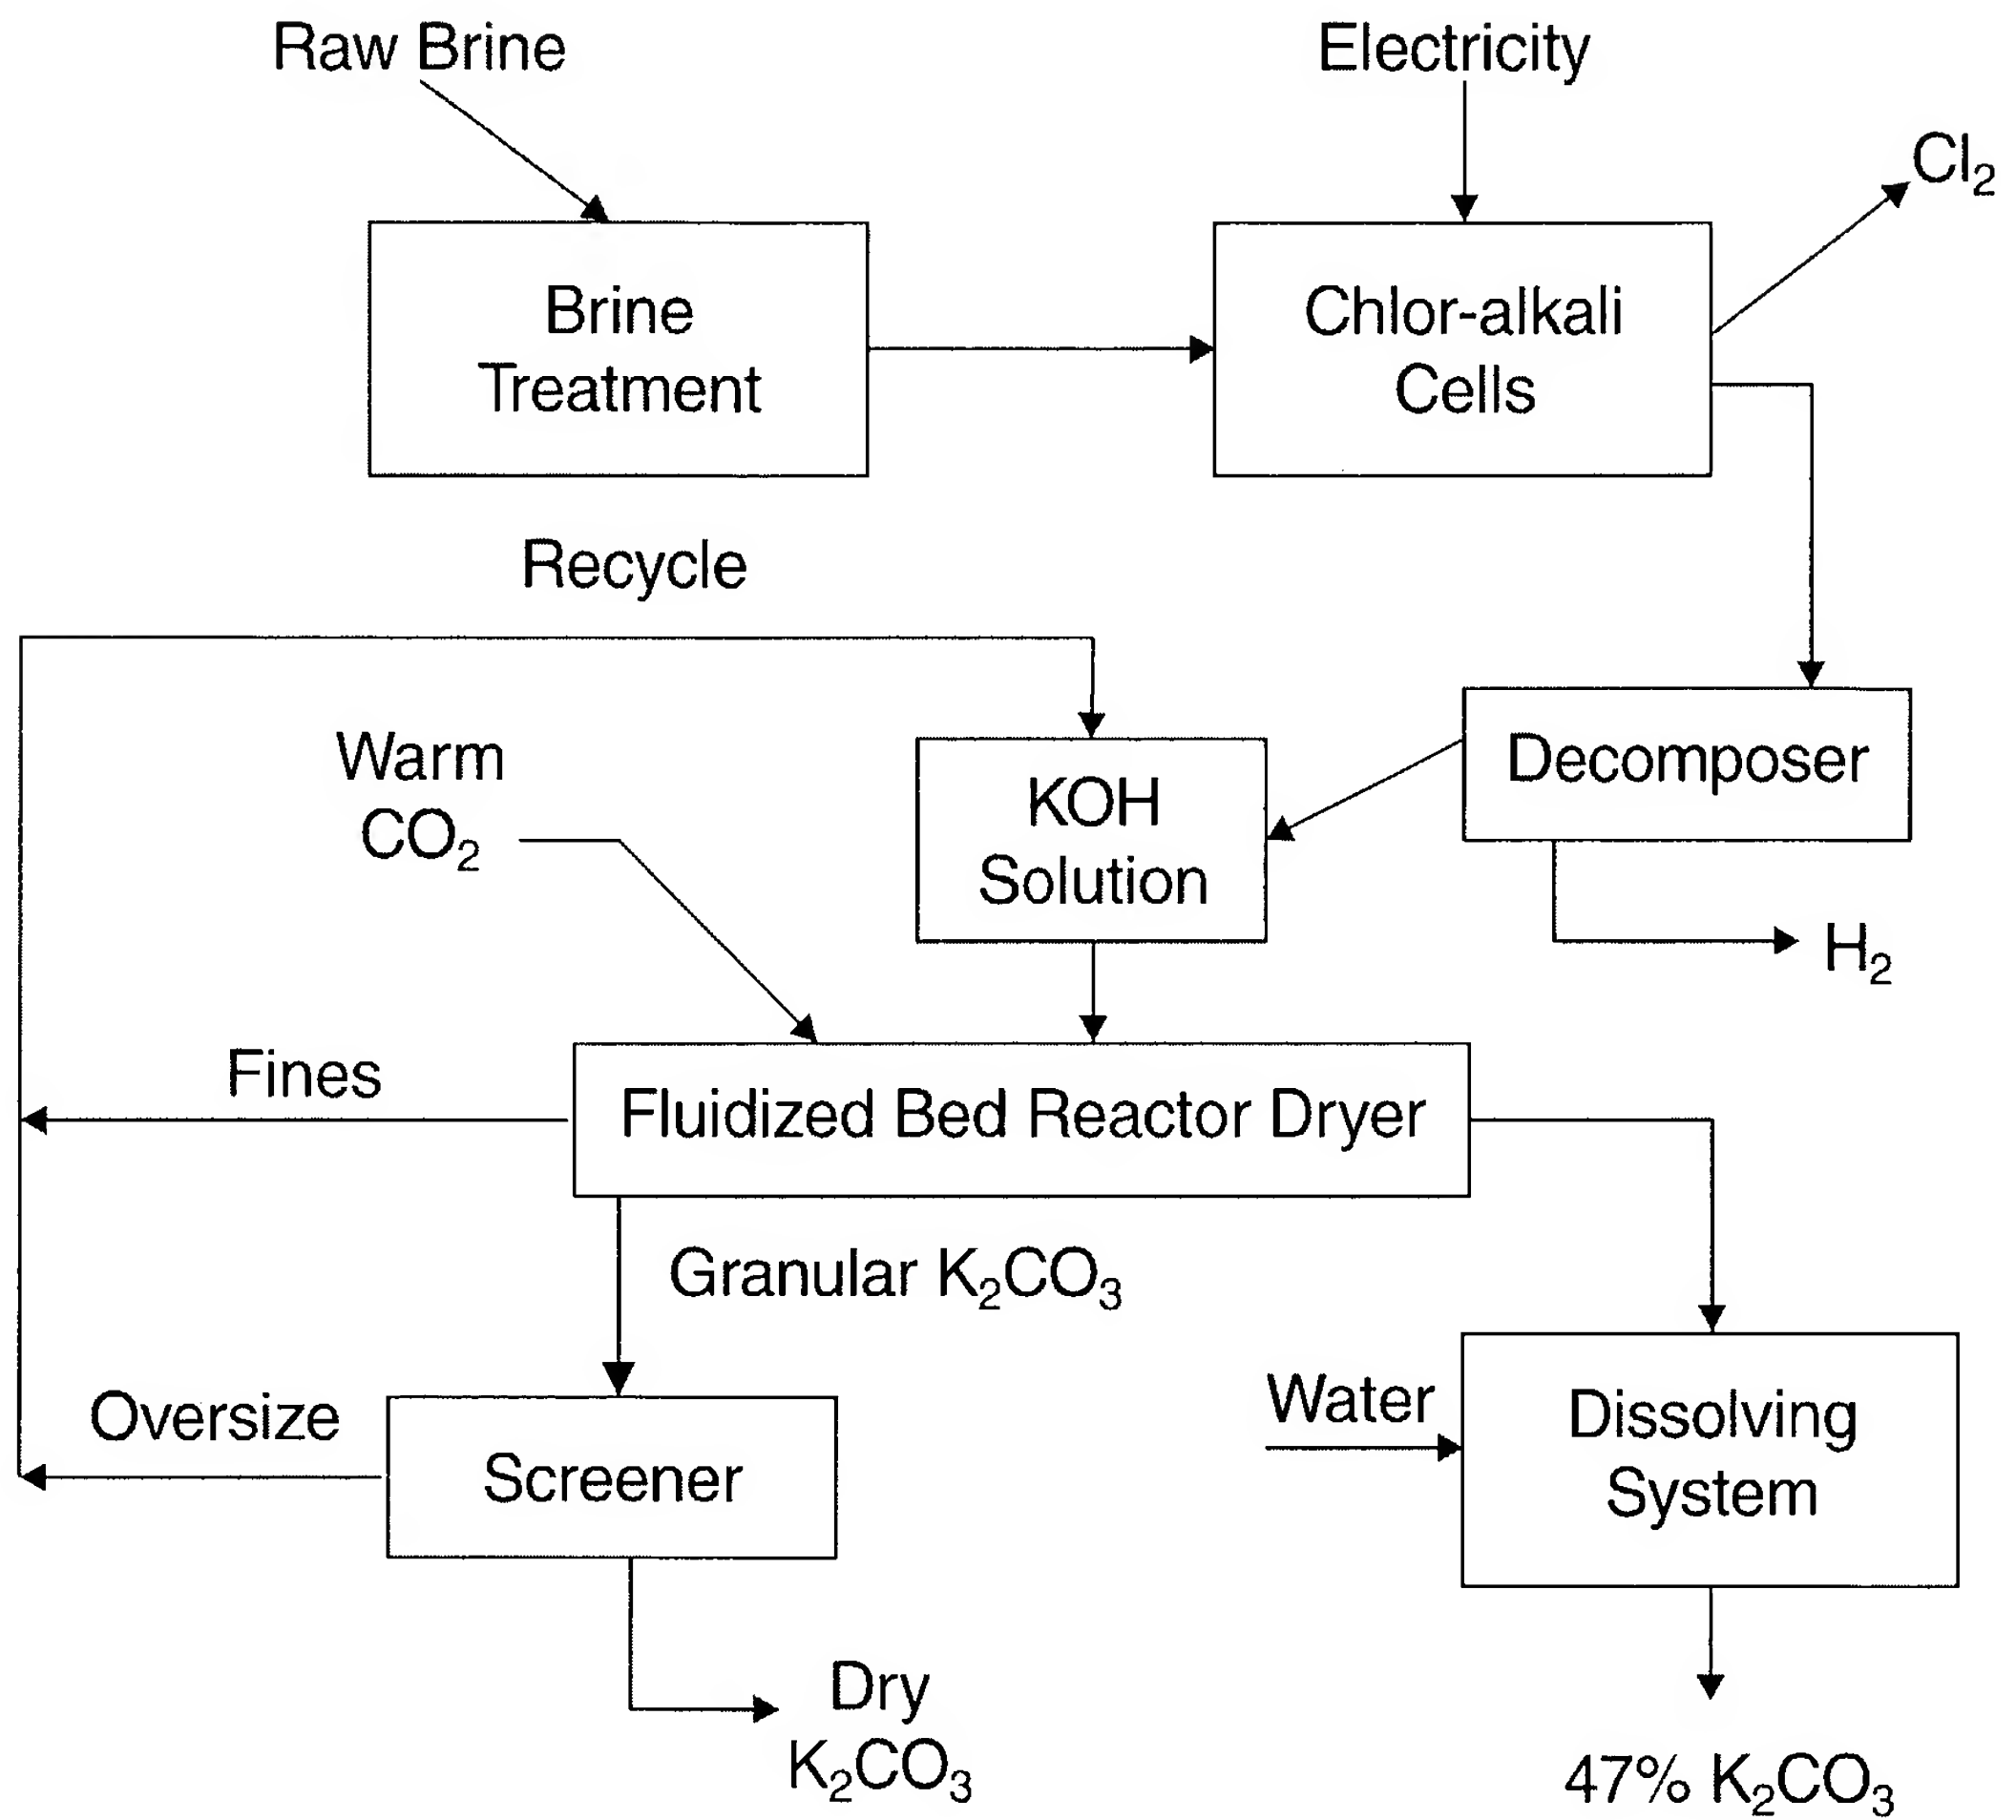 Raw Brine
Electricity
Cl₂
Brine
Treatment
Chlor-alkali
Cells
Recycle
Warm
CO₂
KOH
Solution
Decomposer
H₂
Fines
Fluidized Bed Reactor Dryer
Granular K₂CO₃
Oversize
Screener
Water
Dissolving
System
Dry
K₂CO₃
47% K₂CO₃